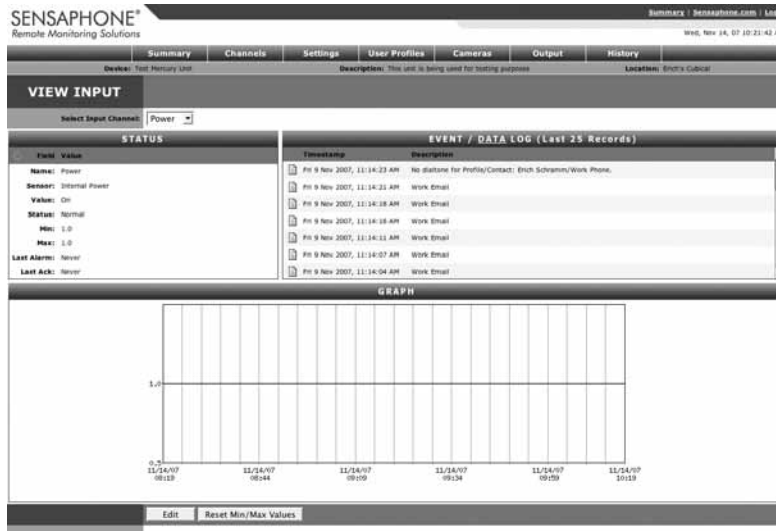 SENSAPHONE®
Remote Monitoring Solutions
Summary | Sensaphone.com |
Wed, Nov 14, 07 10:21:42
Summary Channels Settings User Profiles Cameras Output History
Device: Test Mercury Unit Description: This unit is being used for testing purposes Location: Erich's Cubical
VIEW INPUT
Select Input Channel: Power
STATUS
Field Value
Name: Power
Sensor: Internal Power
Value: On
Status: Normal
Min: 1.0
Max: 1.0
Last Alarm: Never
Last Ack: Never
EVENT / DATA LOG (Last 25 Records)
Timestamp Description
Fri 9 Nov 2007, 11:14:23 AM No dialtone for Profile/Contact: Erich Schramm/Work Phone.
Fri 9 Nov 2007, 11:14:21 AM Work Email
Fri 9 Nov 2007, 11:14:18 AM Work Email
Fri 9 Nov 2007, 11:14:16 AM Work Email
Fri 9 Nov 2007, 11:14:11 AM Work Email
Fri 9 Nov 2007, 11:14:07 AM Work Email
Fri 9 Nov 2007, 11:14:04 AM Work Email
GRAPH
1.0
0.5
11/14/07 11/14/07 11/14/07 11/14/07 11/14/07 11/14/07
08:19 08:44 09:09 09:34 09:59 10:19
Edit Reset Min/Max Values